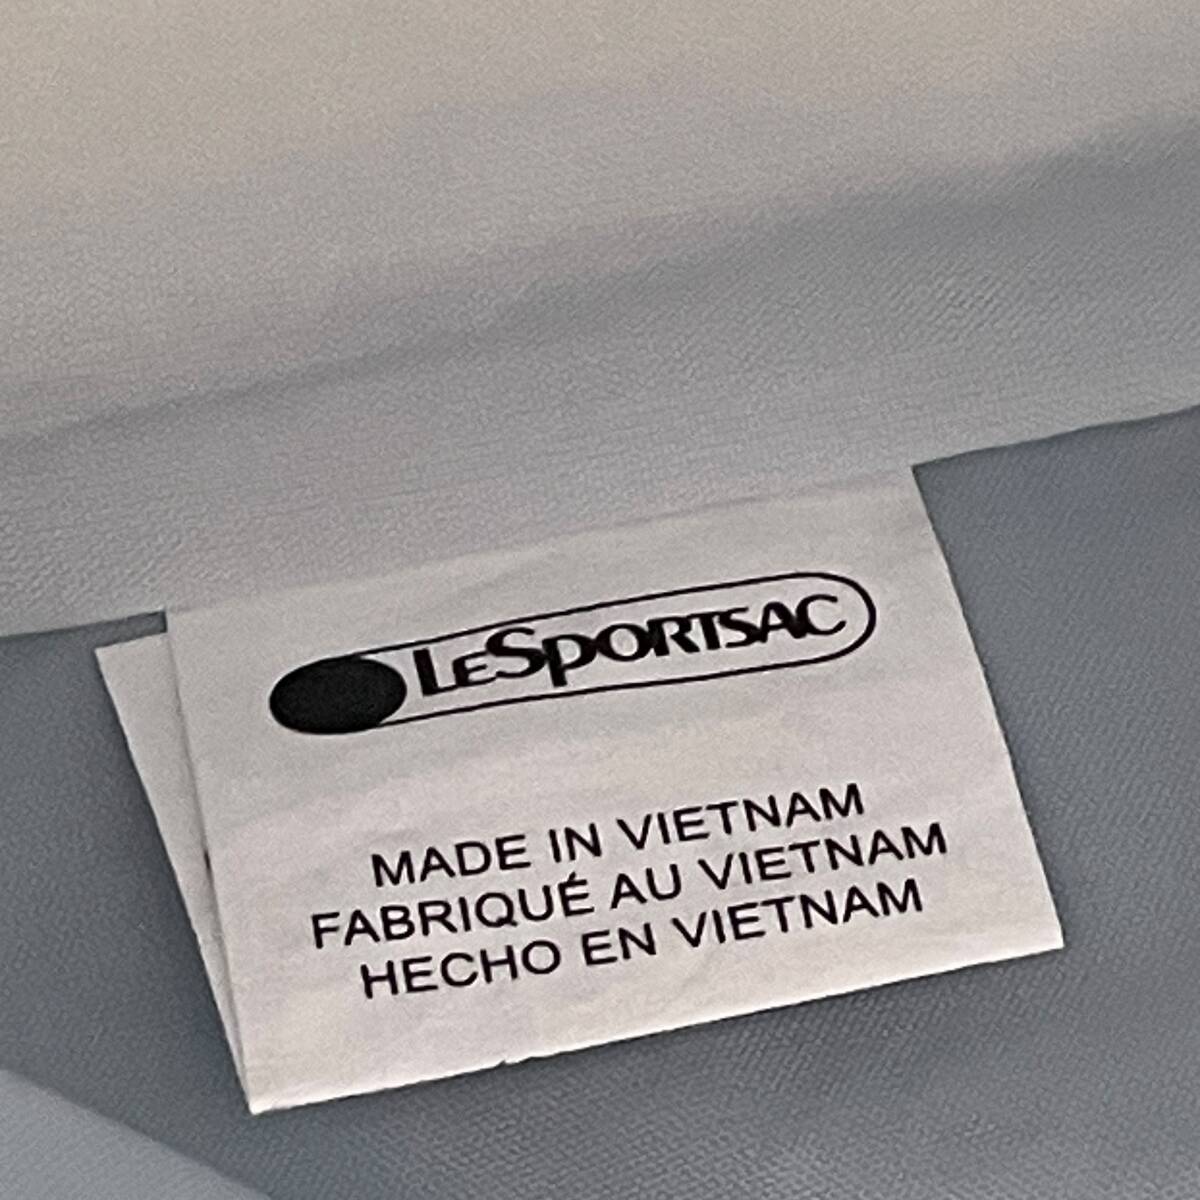 LESPORTSAC
MADE IN VIETNAM
FABRIQUÉ AU VIETNAM
HECHO EN VIETNAM